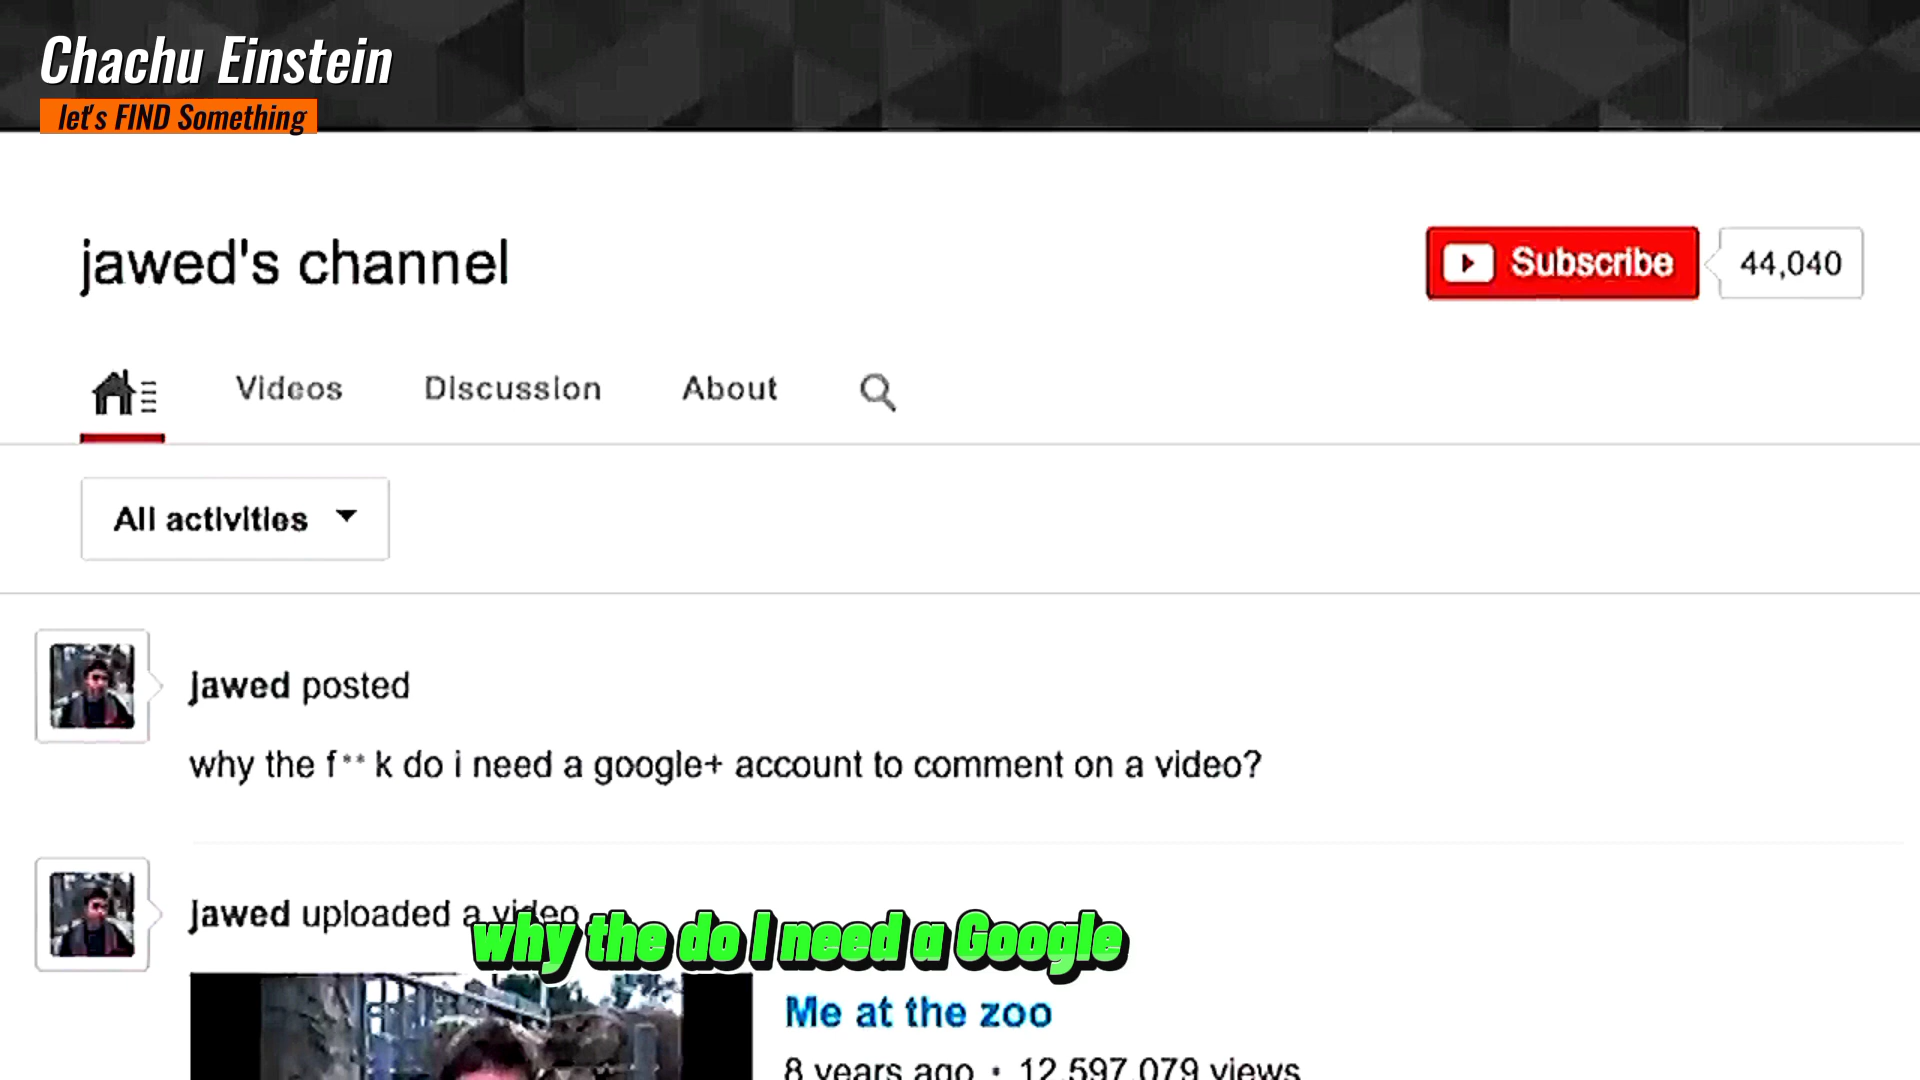 Chachu Einstein
let's FIND Something
jawed's channel
Subscribe
44,040
Videos
Discussion
About
All activities
jawed posted
why the f** k do i need a google+ account to comment on a video?
jawed uploaded a video
why the do I need a Google
Me at the zoo
8 years ago • 12,597,079 views